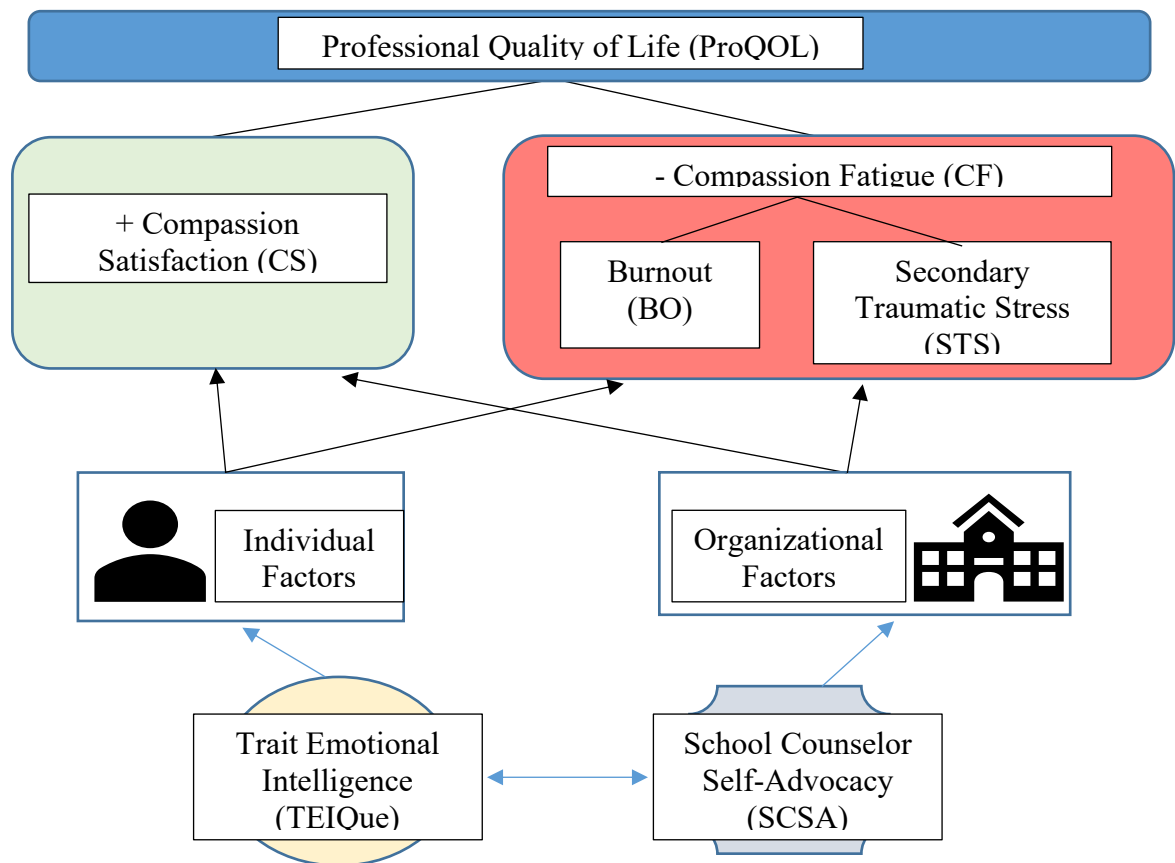 Professional Quality of Life (ProQOL)
+ Compassion
Satisfaction (CS)
- Compassion Fatigue (CF)
Burnout
(BO)
Secondary
Traumatic Stress
(STS)
Individual
Factors
Organizational
Factors
Trait Emotional
Intelligence
(TEIQue)
School Counselor
Self-Advocacy
(SCSA)